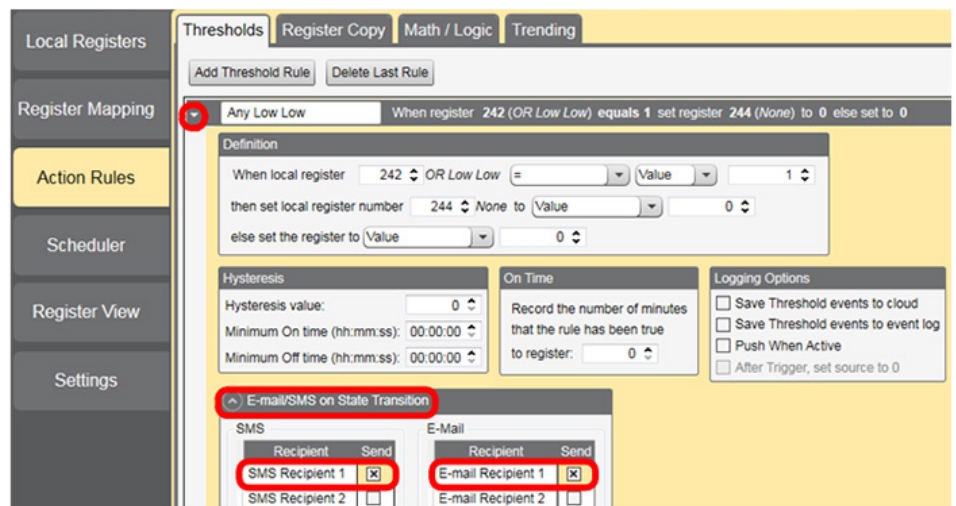 Local Registers
Register Mapping
Action Rules
Scheduler
Register View
Settings
Thresholds Register Copy Math / Logic Trending
Add Threshold Rule Delete Last Rule
Any Low Low When register 242 (OR Low Low) equals 1 set register 244 (None) to 0 else set to 0
Definition
When local register 242 OR Low Low = Value 1
then set local register number 244 None to Value 0
else set the register to Value 0
Hysteresis
Hysteresis value: 0
Minimum On time (hh:mm:ss): 00:00:00
Minimum Off time (hh:mm:ss): 00:00:00
On Time
Record the number of minutes
that the rule has been true
to register: 0
Logging Options
Save Threshold events to cloud
Save Threshold events to event log
Push When Active
After Trigger, set source to 0
E-mail/SMS on State Transition
SMS
Recipient Send
SMS Recipient 1
SMS Recipient 2
E-Mail
Recipient Send
E-mail Recipient 1
E-mail Recipient 2